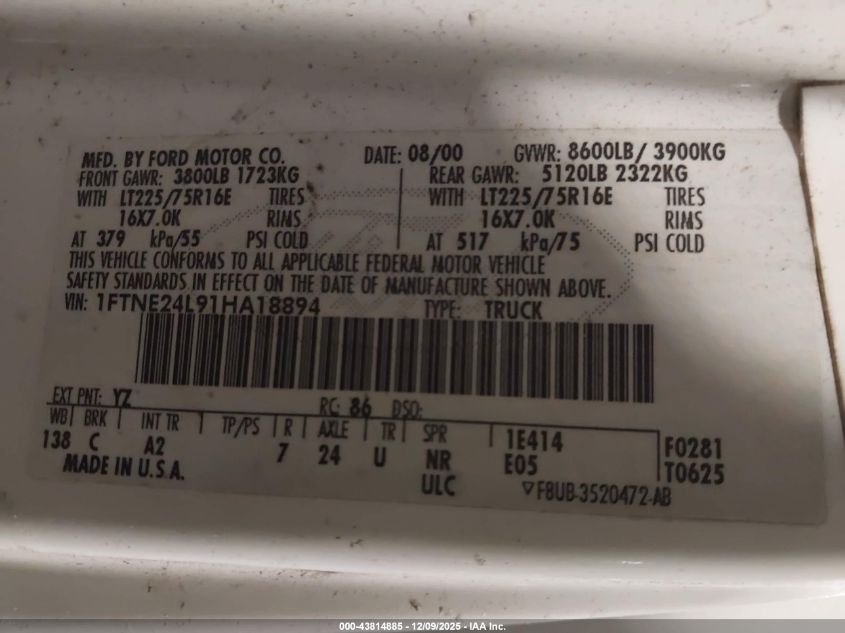 MFD. BY FORD MOTOR CO. DATE: 08/00 GVWR: 8600LB/ 3900KG
FRONT GAWR: 3800LB 1723KG REAR GAWR: 5120LB 2322KG
WITH LT225/75R16E TIRES WITH LT225/75R16E TIRES
16X7.0K RIMS 16X7.0K RIMS
AT 379 kPa/55 PSI COLD AT 517 kPa/75 PSI COLD
THIS VEHICLE CONFORMS TO ALL APPLICABLE FEDERAL MOTOR VEHICLE
SAFETY STANDARDS IN EFFECT ON THE DATE OF MANUFACTURE SHOWN ABOVE.
VIN: 1FTNE24L91HA18894 TYPE: TRUCK
EXT PNT: YZ RC: 86 DSO:
WB BRK INT TR TP/PS R AXLE TR SPR 1E414 F0281
138 C A2 7 24 U NR E05 T0625
MADE IN U.S.A. ULC ▽F8UB-3520472-AB
000-43814885 - 12/09/2025 - IAA Inc.